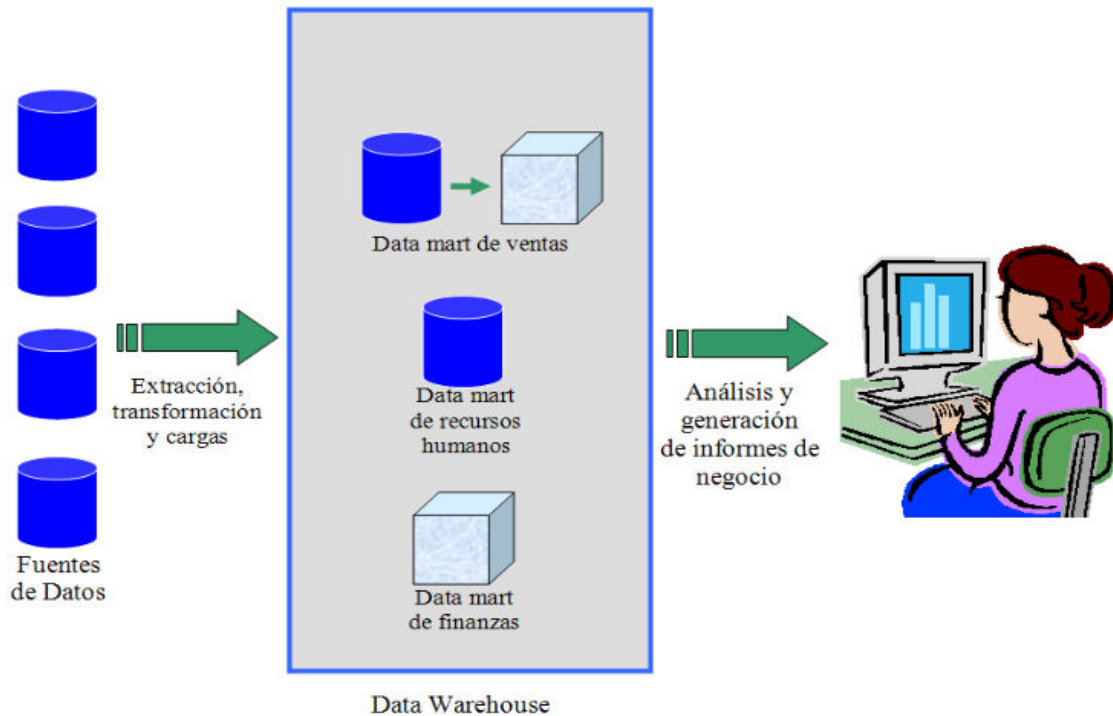 Fuentes
de Datos
Extracción,
transformación
y cargas
Data mart de ventas
Data mart
de recursos
humanos
Data mart
de finanzas
Data Warehouse
Análisis y
generación
de informes de
negocio